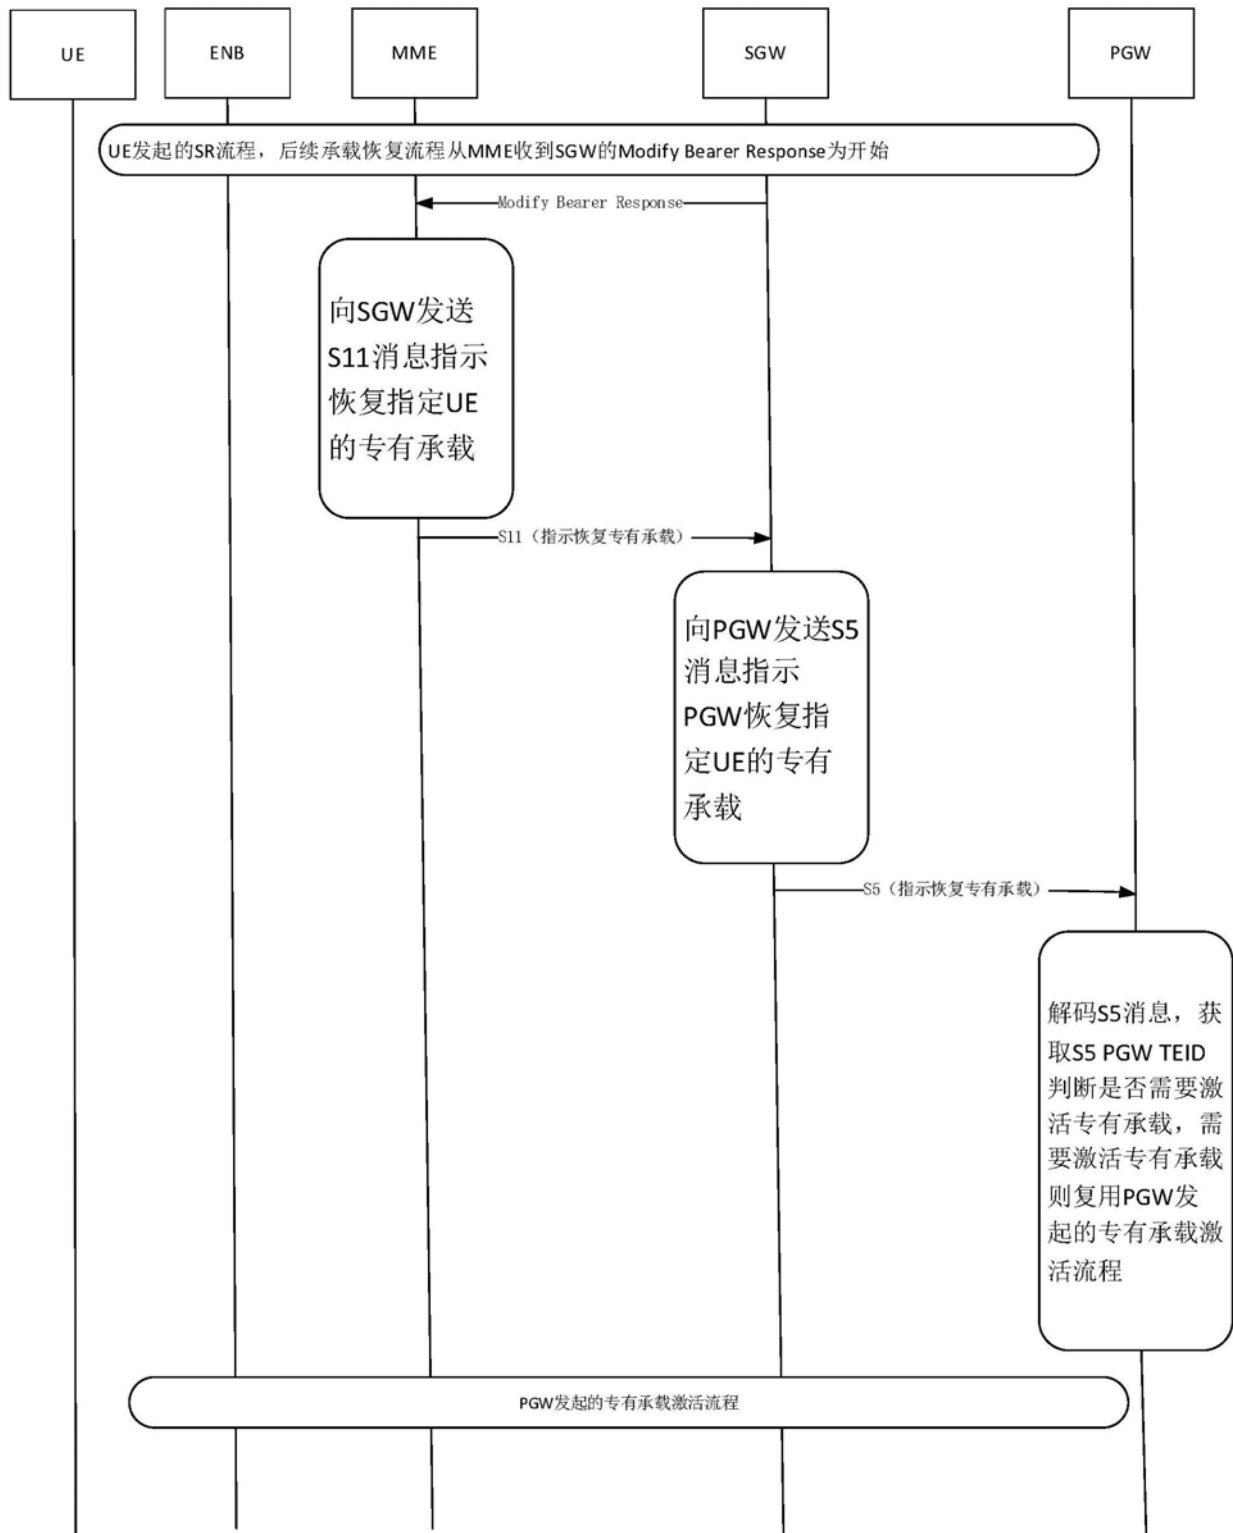 UE
ENB
MME
SGW
PGW
UE发起的SR流程，后续承载恢复流程从MME收到SGW的Modify Bearer Response为开始
Modify Bearer Response
向SGW发送
S11消息指示
恢复指定UE
的专有承载
S11（指示恢复专有承载）
向PGW发送S5
消息指示
PGW恢复指
定UE的专有
承载
S5（指示恢复专有承载）
解码S5消息，获
取S5 PGW TEID
判断是否需要激
活专有承载，需
要激活专有承载
则复用PGW发
起的专有承载激
活流程
PGW发起的专有承载激活流程